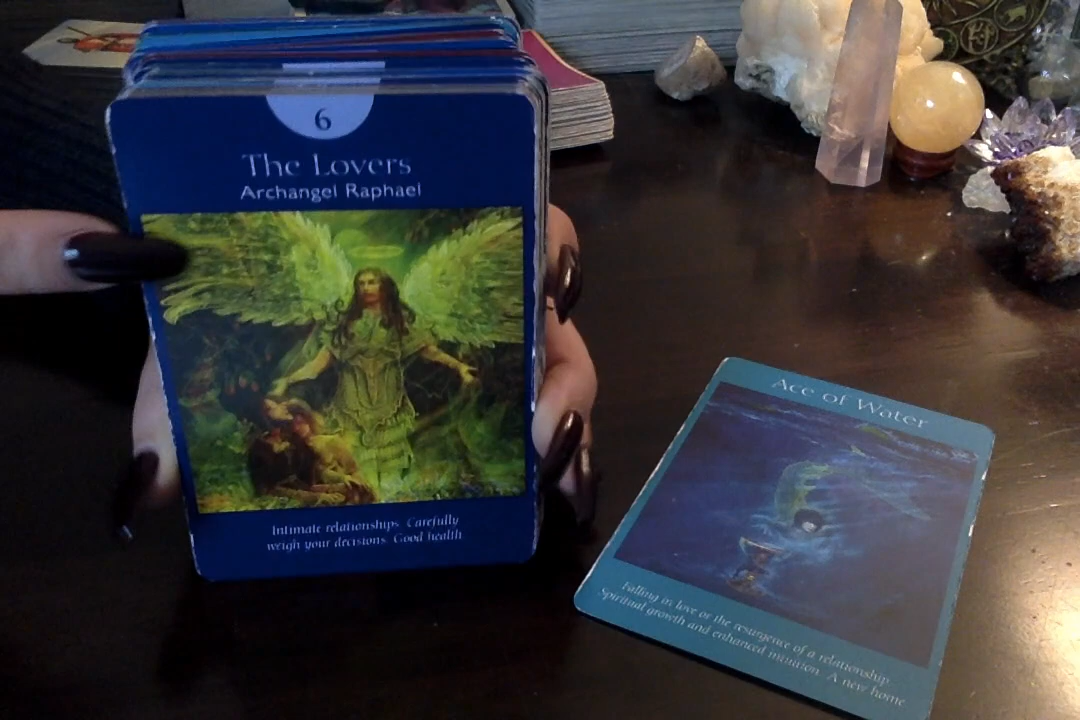 6
The Lovers
Archangel Raphael
Intimate relationships. Carefully
weigh your decisions. Good health.
Ace of Water
Falling in love or the resurgence of a relationship.
Spiritual growth and enhanced intuition. A new home.